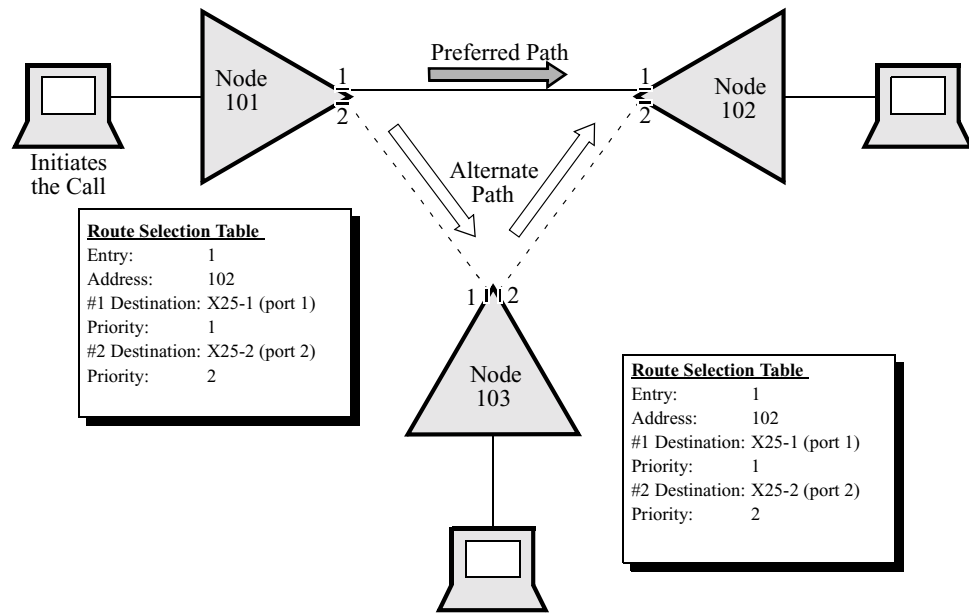 Preferred Path
Node
101
1
2
1
2
Node
102
Initiates
the Call
Alternate
Path
Route Selection Table
Entry: 1
Address: 102
#1 Destination: X25-1 (port 1)
Priority: 1
#2 Destination: X25-2 (port 2)
Priority: 2
1 2
Node
103
Route Selection Table
Entry: 1
Address: 102
#1 Destination: X25-1 (port 1)
Priority: 1
#2 Destination: X25-2 (port 2)
Priority: 2